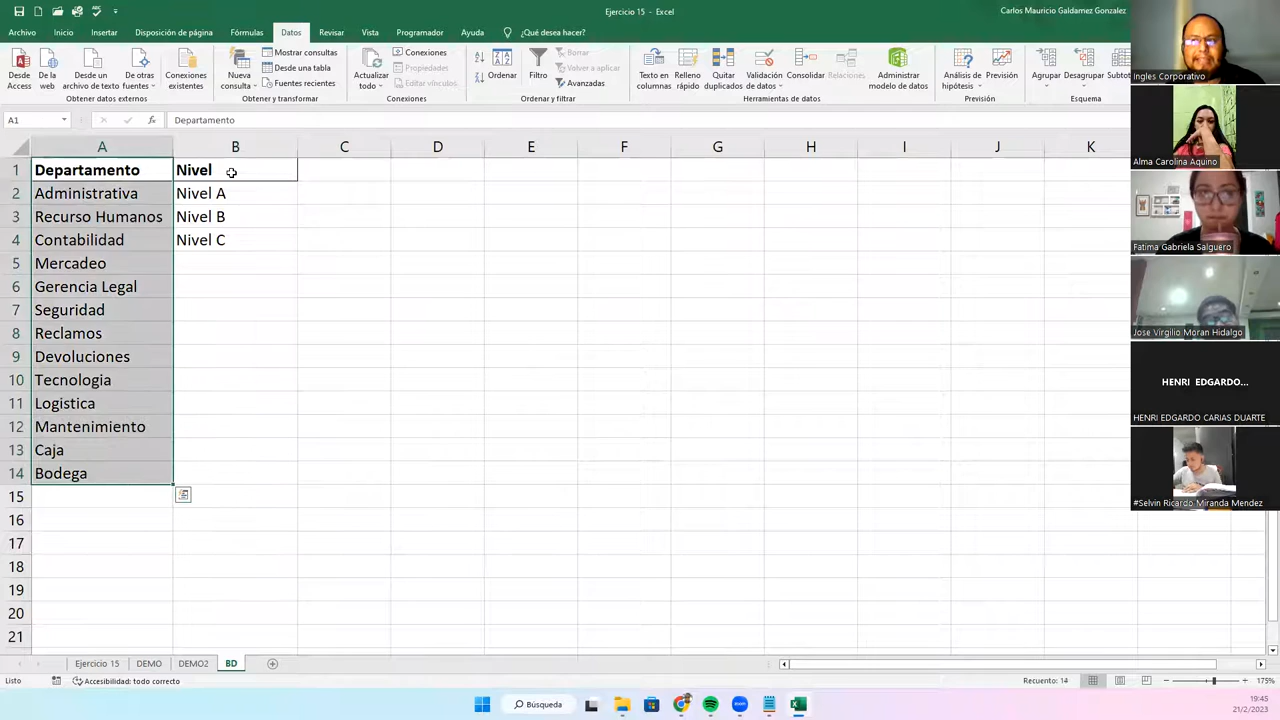 Ejercicio 15 - Excel
Carlos Mauricio Galdamez Gonzalez
Archivo Inicio Insertar Disposición de página Fórmulas Datos Revisar Vista Programador Ayuda ¿Qué desea hacer?
Desde Access
De la web
Desde un archivo de texto
De otras fuentes
Conexiones existentes
Obtener datos externos
Nueva consulta
Mostrar consultas
Desde una tabla
Fuentes recientes
Obtener y transformar
Actualizar todo
Conexiones
Propiedades
Editar vínculos
Conexiones
Ordenar
Filtro
Borrar
Volver a aplicar
Avanzadas
Ordenar y filtrar
Texto en columnas
Relleno rápido
Quitar duplicados
Validación de datos
Consolidar
Relaciones
Administrar modelo de datos
Herramientas de datos
Análisis de hipótesis
Previsión
Previsión
Agrupar
Desagrupar
Subtot
Esquema
A1 fx Departamento
A B C D E F G H I J K
1 Departamento Nivel
2 Administrativa Nivel A
3 Recurso Humanos Nivel B
4 Contabilidad Nivel C
5 Mercadeo
6 Gerencia Legal
7 Seguridad
8 Reclamos
9 Devoluciones
10 Tecnologia
11 Logistica
12 Mantenimiento
13 Caja
14 Bodega
15
16
17
18
19
20
21
Ejercicio 15 DEMO DEMO2 BD
Listo Accesibilidad: todo correcto Recuento: 14 175%
Búsqueda
zoom
19:45
21/2/2023
Ingles Corporativo
Alma Carolina Aquino
Fatima Gabriela Salguero
Jose Virgilio Moran Hidalgo
HENRI EDGARDO...
HENRI EDGARDO CARIAS DUARTE
#Selvin Ricardo Miranda Mendez